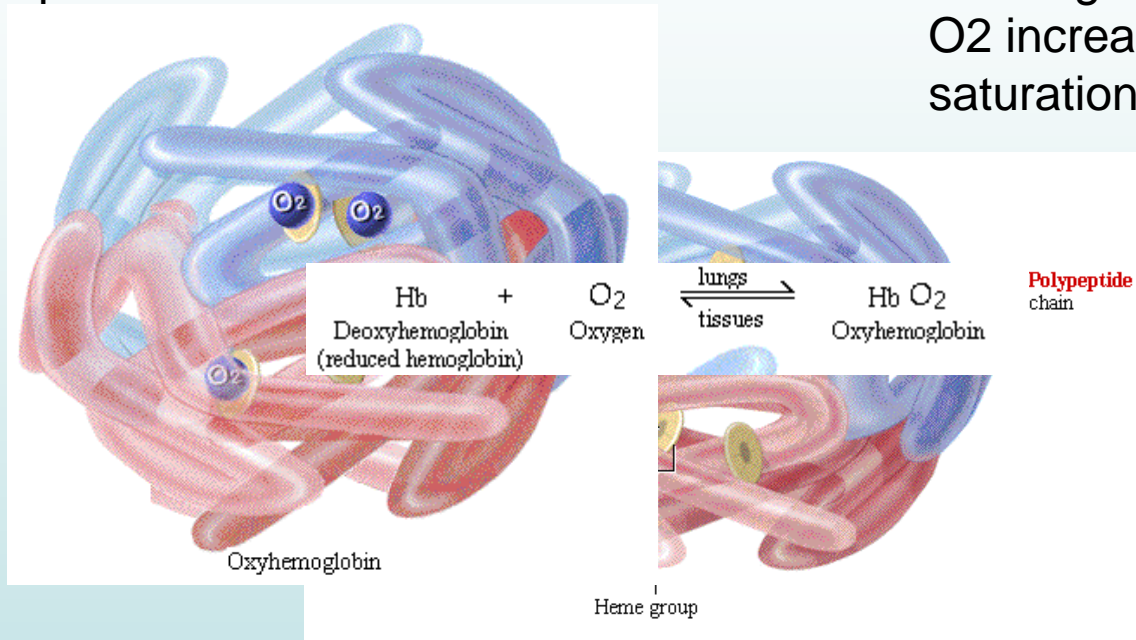 O2 increa
saturation
O2
O2
O2
Hb + O2 lungs Hb O2
tissues
Deoxyhemoglobin Oxygen Oxyhemoglobin
(reduced hemoglobin)
Polypeptide
chain
Oxyhemoglobin
Heme group